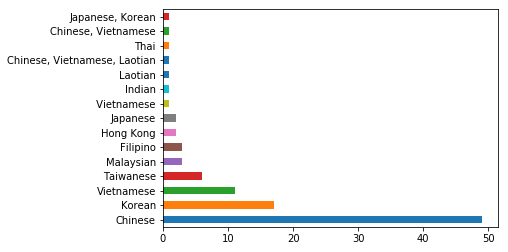 Japanese, Korean
Chinese, Vietnamese
Thai
Chinese, Vietnamese, Laotian
Laotian
Indian
Vietnamese
Japanese
Hong Kong
Filipino
Malaysian
Taiwanese
Vietnamese
Korean
Chinese
0 10 20 30 40 50